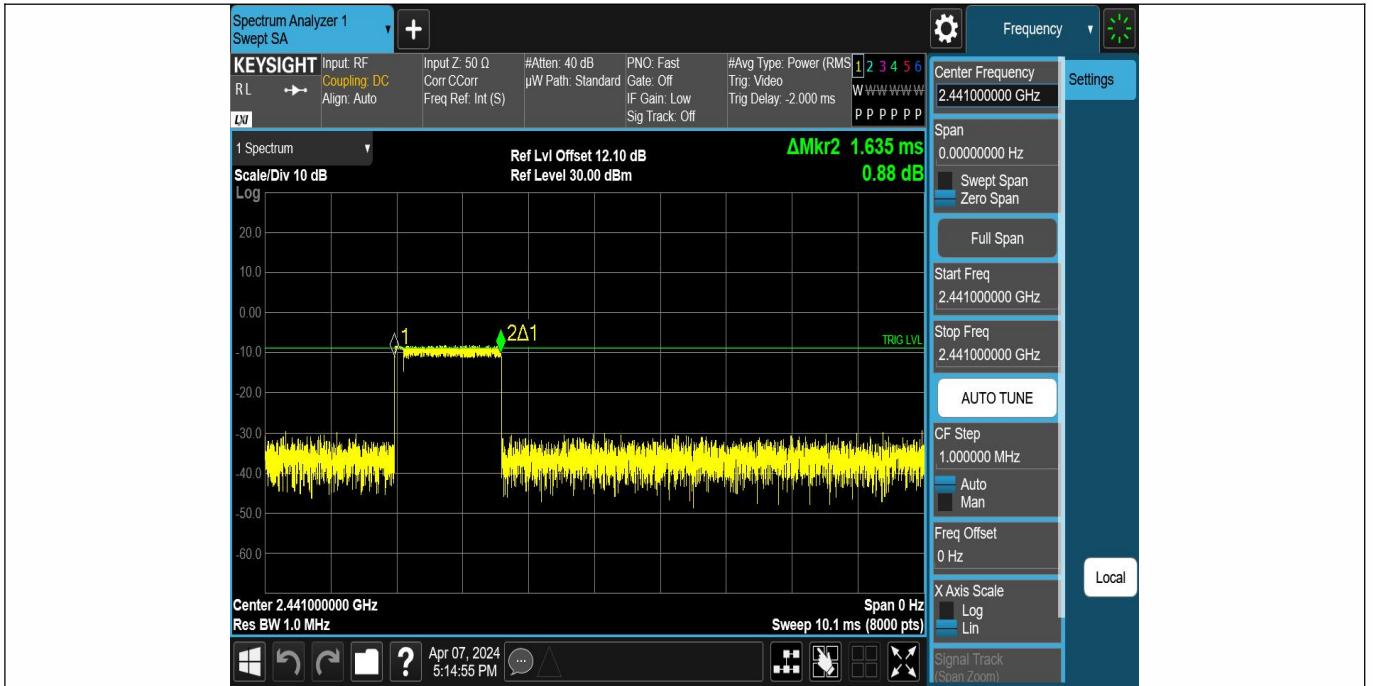 Spectrum Analyzer 1
Swept SA
+
Frequency
KEYSIGHT
R L
LXI
Input: RF
Coupling: DC
Align: Auto
Input Z: 50 Ω
Corr CCorr
Freq Ref: Int (S)
#Atten: 40 dB
µW Path: Standard
PNO: Fast
Gate: Off
IF Gain: Low
Sig Track: Off
#Avg Type: Power (RMS
Trig: Video
Trig Delay: -2.000 ms
1 2 3 4 5 6
W W W W W W
P P P P P P
1 Spectrum
Scale/Div 10 dB
Log
Ref Lvl Offset 12.10 dB
Ref Level 30.00 dBm
ΔMkr2 1.635 ms
0.88 dB
20.0
10.0
0.00
-10.0
-20.0
-30.0
-40.0
-50.0
-60.0
1
2Δ1
TRIG LVL
Center 2.441000000 GHz
Res BW 1.0 MHz
Span 0 Hz
Sweep 10.1 ms (8000 pts)
?
Apr 07, 2024
5:14:55 PM
Center Frequency
2.441000000 GHz
Settings
Span
0.00000000 Hz
Swept Span
Zero Span
Full Span
Start Freq
2.441000000 GHz
Stop Freq
2.441000000 GHz
AUTO TUNE
CF Step
1.000000 MHz
Auto
Man
Freq Offset
0 Hz
X Axis Scale
Log
Lin
Local
Signal Track
(Span Zoom)